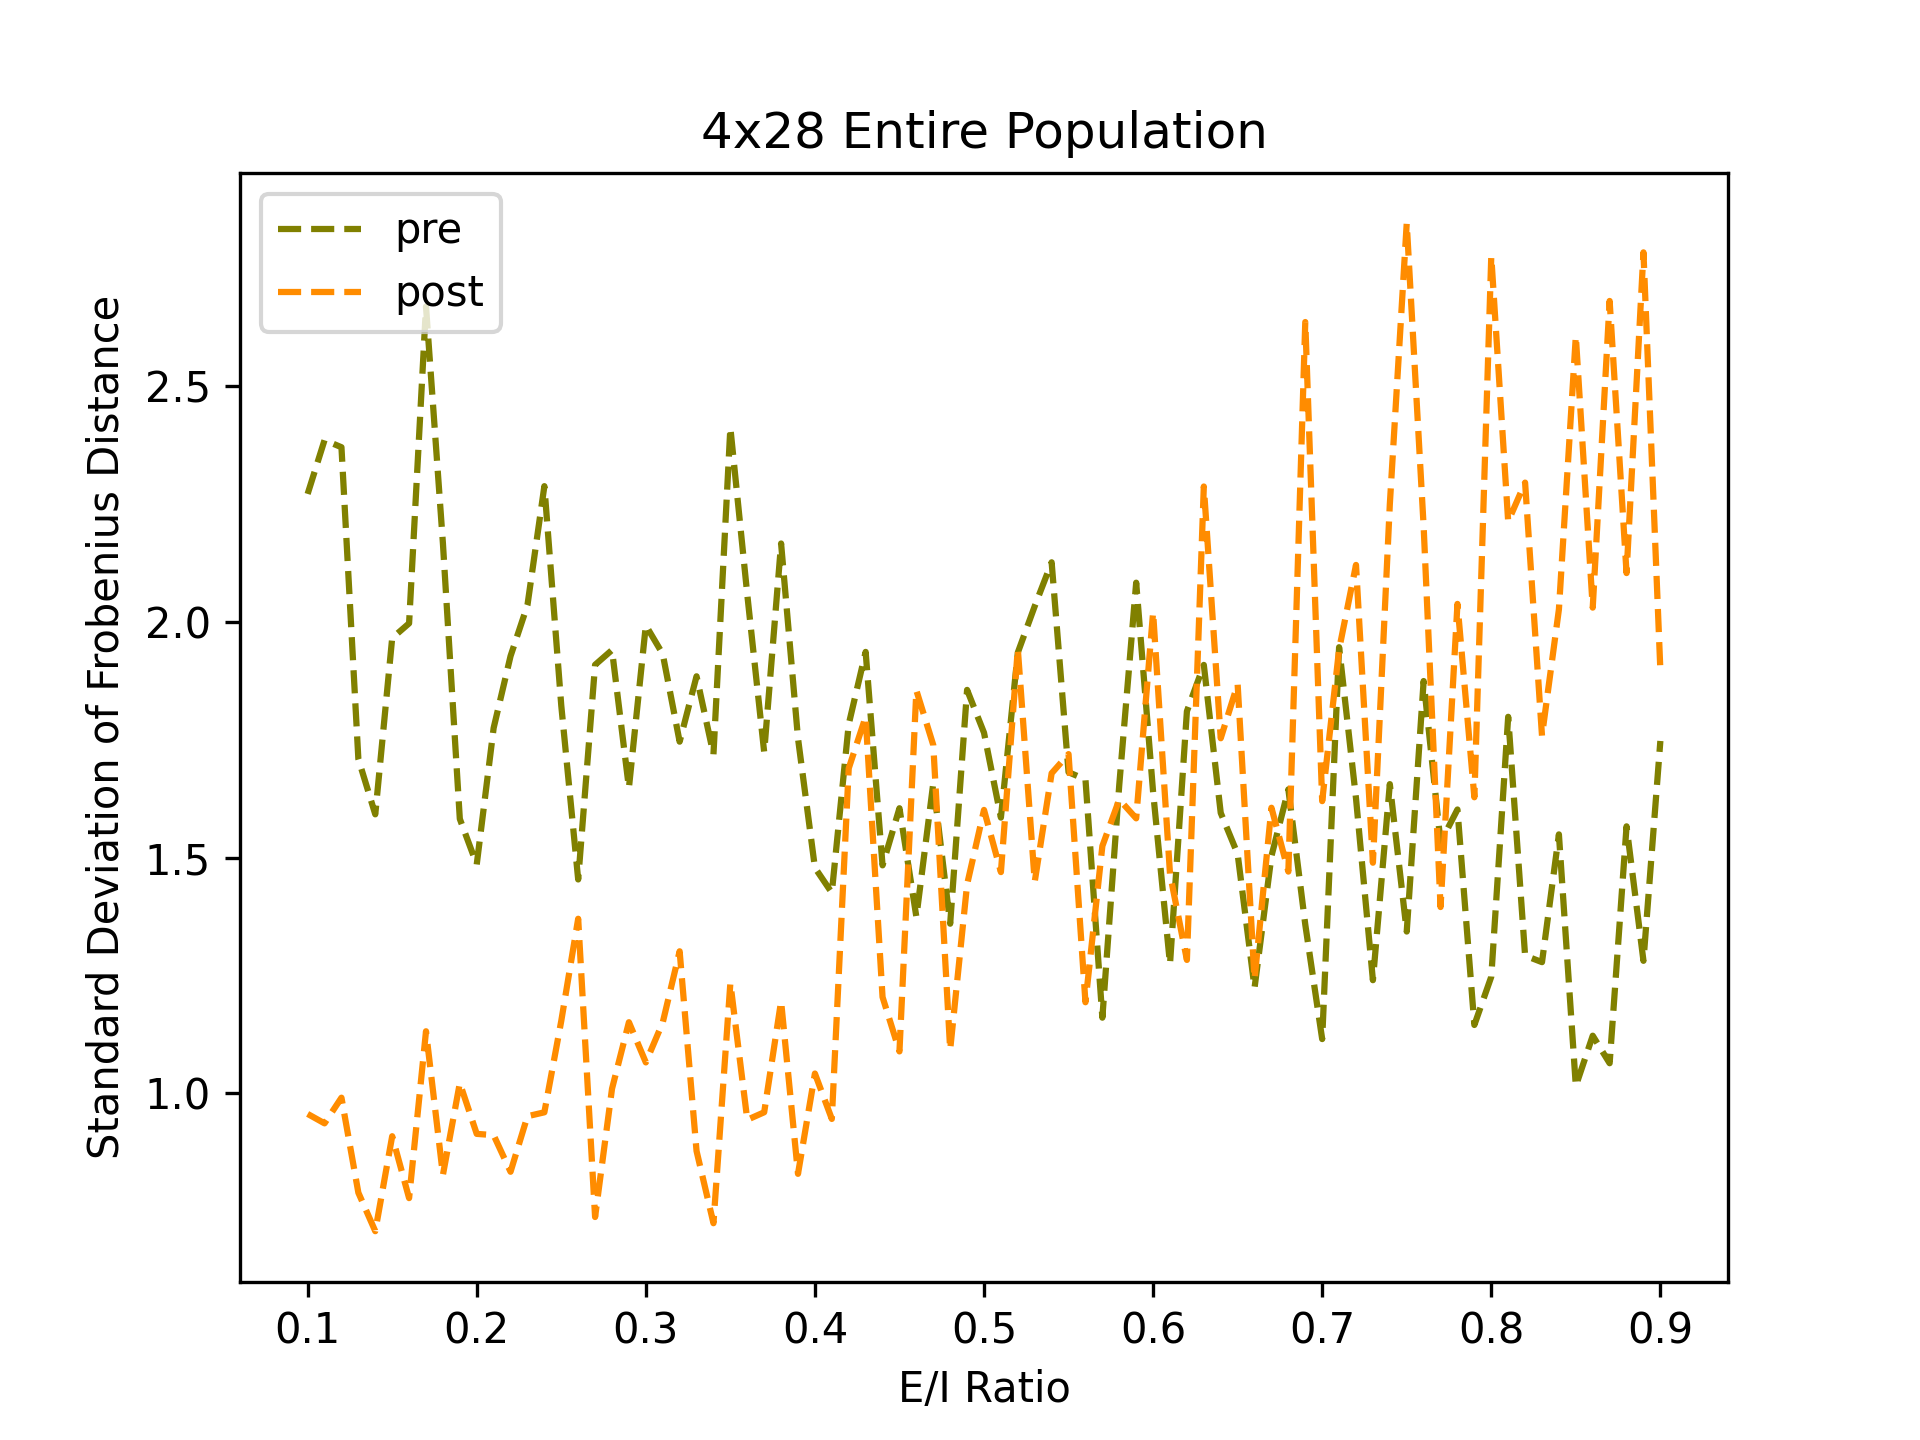 4x28 Entire Population
pre
post
Standard Deviation of Frobenius Distance
2.5
2.0
1.5
1.0
0.1 0.2 0.3 0.4 0.5 0.6 0.7 0.8 0.9
E/I Ratio